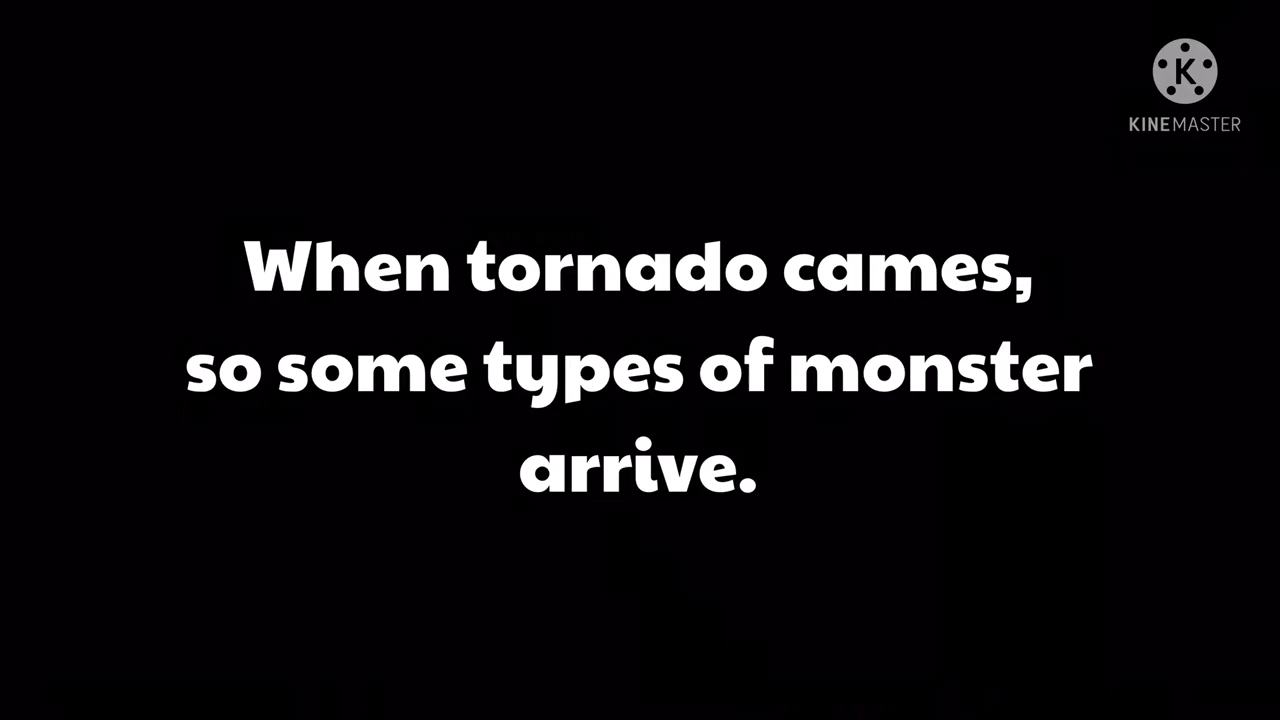 K
KINEMASTER
When tornado cames,
so some types of monster
arrive.